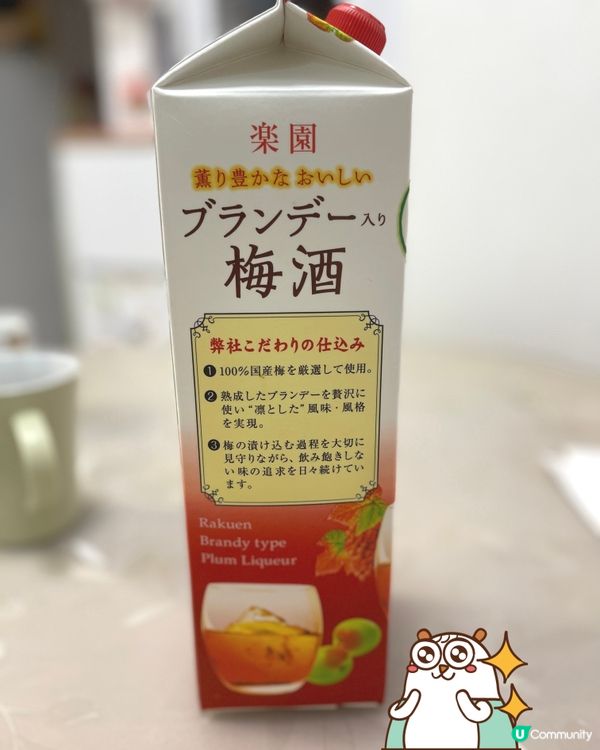 楽園
薫り豊かな おいしい
ブランデー入り
梅酒
弊社こだわりの仕込み
❶ 100%国産梅を厳選して使用。
❷ 熟成したブランデーを贅沢に
使い“凛とした”風味・風格
を実現。
❸ 梅の漬け込む過程を大切に
見守りながら、飲み飽きしな
い味の追求を日々続けてい
ます。
Rakuen
Brandy type
Plum Liqueur
U Community